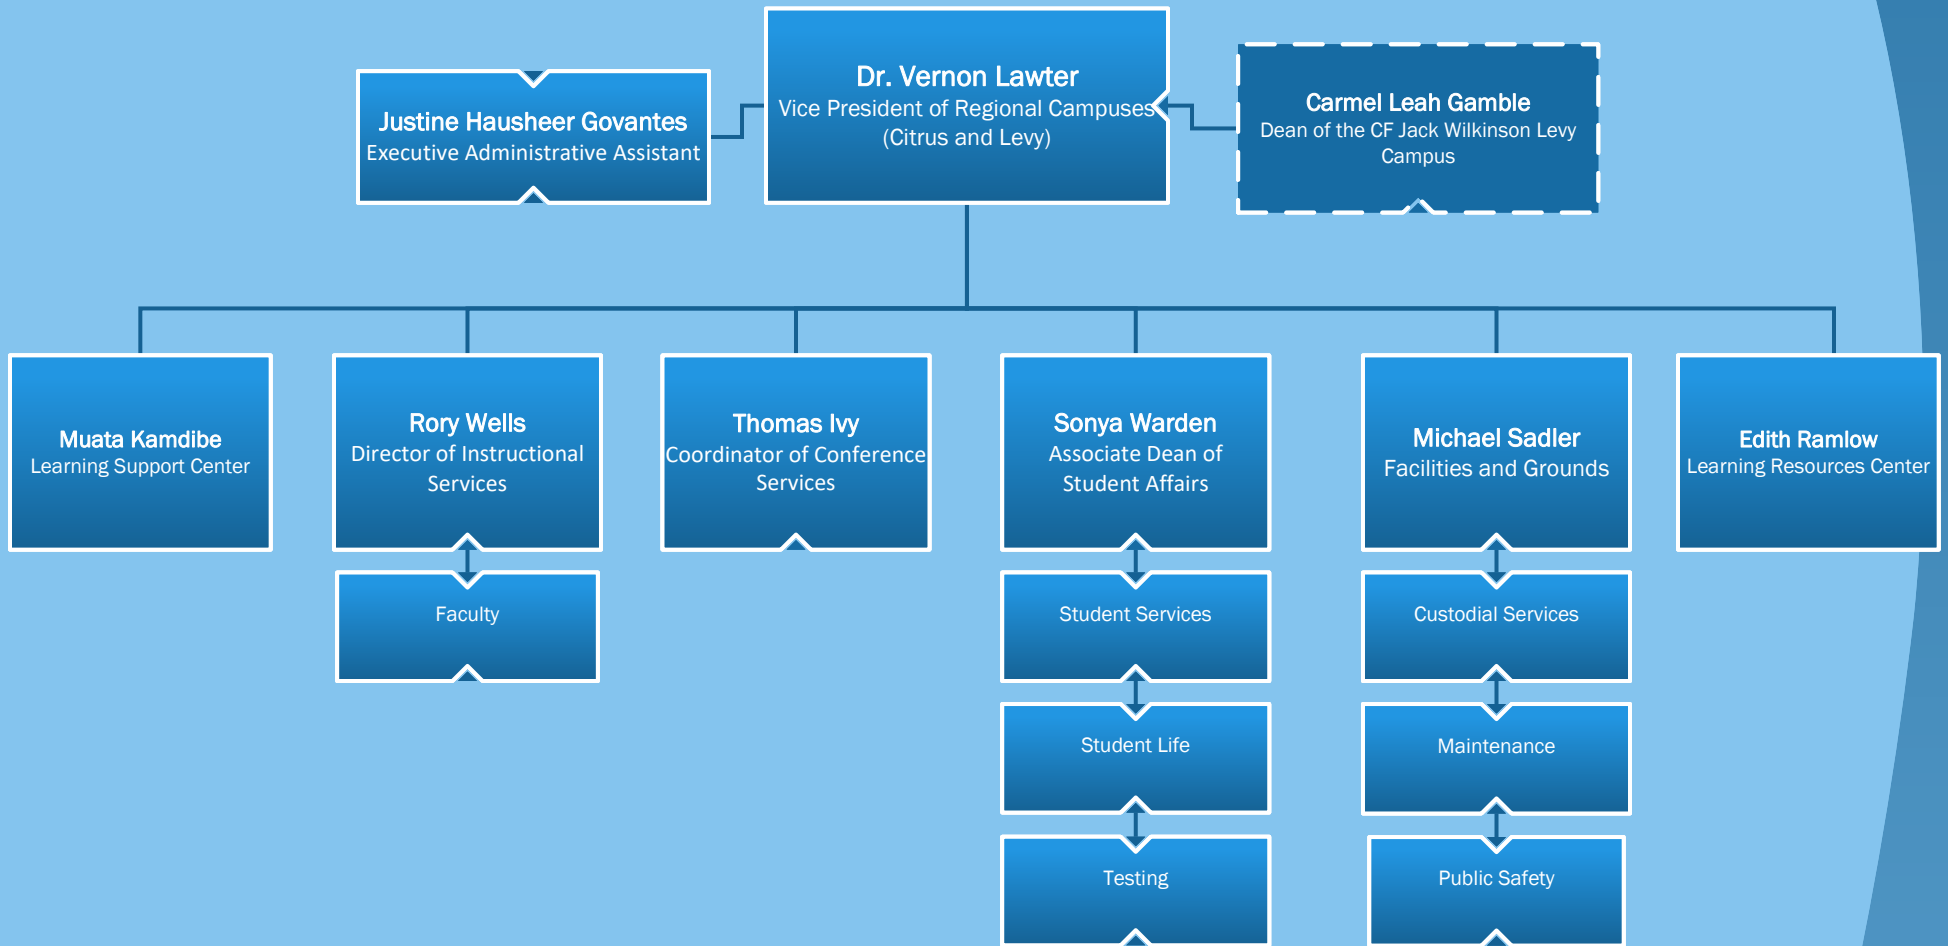 Dr. Vernon Lawter
Vice President of Regional Campuses
(Citrus and Levy)
Justine Hausheer Govantes
Executive Administrative Assistant
Carmel Leah Gamble
Dean of the CF Jack Wilkinson Levy
Campus
Muata Kamdibe
Learning Support Center
Rory Wells
Director of Instructional
Services
Thomas Ivy
Coordinator of Conference
Services
Sonya Warden
Associate Dean of
Student Affairs
Michael Sadler
Facilities and Grounds
Edith Ramlow
Learning Resources Center
Faculty
Student Services
Custodial Services
Student Life
Maintenance
Testing
Public Safety